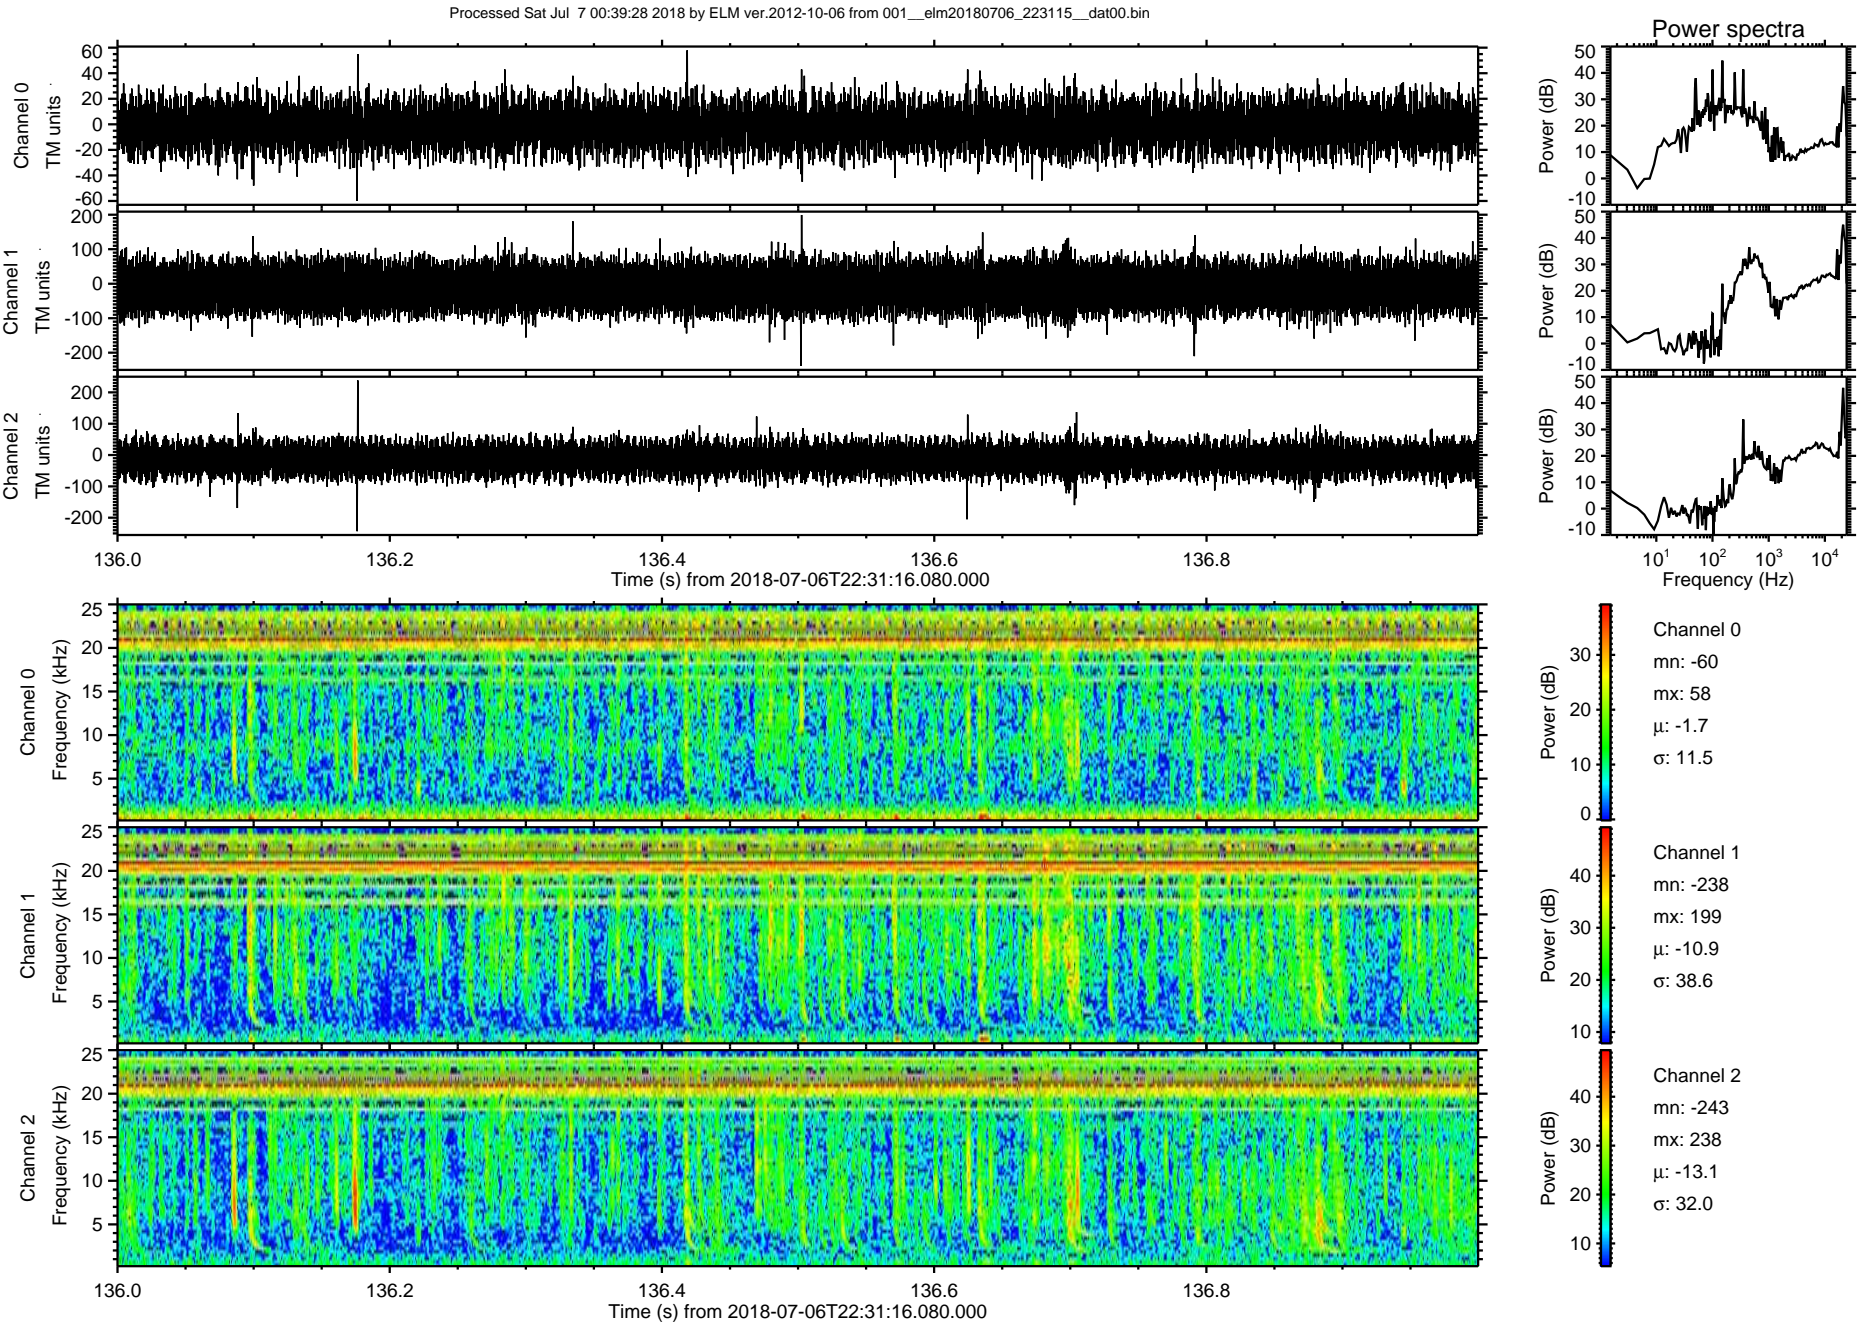 Processed Sat Jul  7 00:39:28 2018 by ELM ver.2012-10-06 from 001__elm20180706_223115__dat00.bin
Power spectra
Channel 0
TM units
60
40
20
0
-20
-40
-60
Power (dB)
50
40
30
20
10
0
-10
Channel 1
TM units
200
100
0
-100
-200
Power (dB)
50
40
30
20
10
0
-10
Channel 2
TM units
200
100
0
-100
-200
Power (dB)
50
40
30
20
10
0
-10
136.0 136.2 136.4 136.6 136.8
Time (s) from 2018-07-06T22:31:16.080.000
10^1 10^2 10^3 10^4
Frequency (Hz)
Channel 0
Frequency (kHz)
25
20
15
10
5
Power (dB)
30
20
10
0
Channel 0
mn: -60
mx: 58
μ: -1.7
σ: 11.5
Channel 1
Frequency (kHz)
25
20
15
10
5
Power (dB)
40
30
20
10
Channel 1
mn: -238
mx: 199
μ: -10.9
σ: 38.6
Channel 2
Frequency (kHz)
25
20
15
10
5
Power (dB)
40
30
20
10
Channel 2
mn: -243
mx: 238
μ: -13.1
σ: 32.0
136.0 136.2 136.4 136.6 136.8
Time (s) from 2018-07-06T22:31:16.080.000